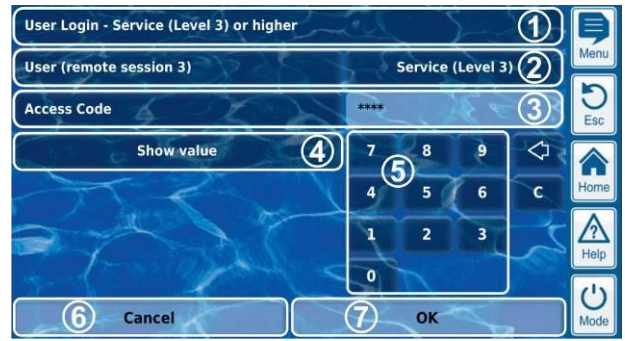 User Login - Service (Level 3) or higher 1
Menu
User (remote session 3) Service (Level 3) 2
Access Code **** 3
Esc
Show value 4
7 8 9
5
4 5 6 C
Home
1 2 3
Help
0
6 Cancel 7 OK
Mode